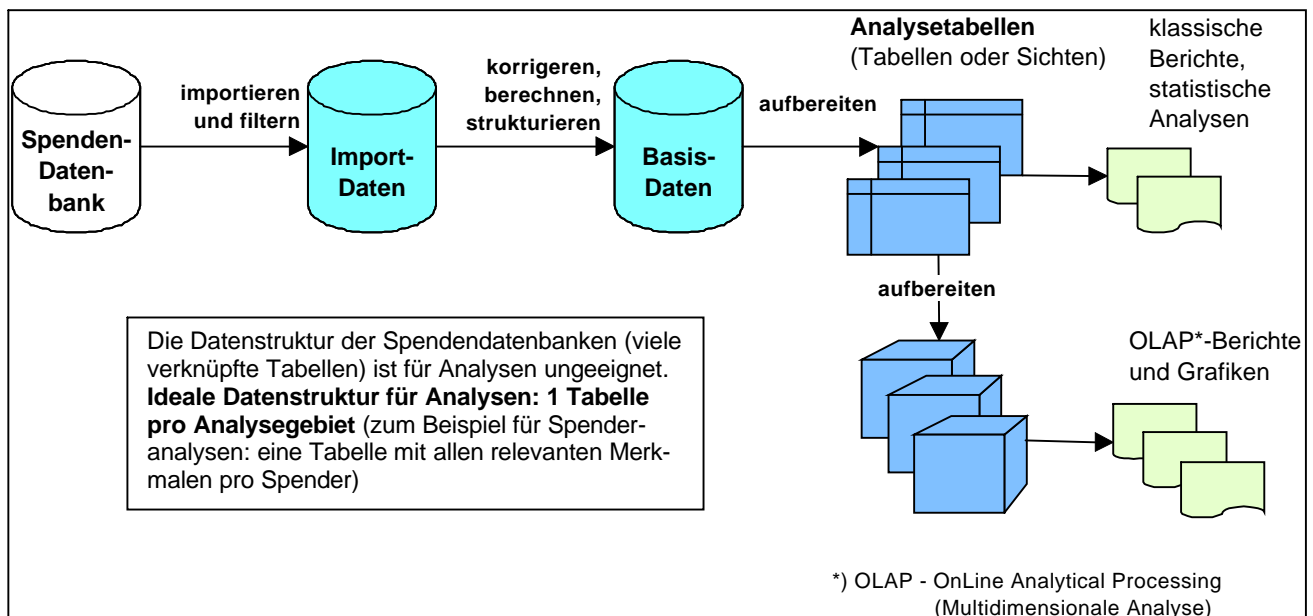 Spenden-
Daten-
bank
importieren
und filtern
Import-
Daten
korrigeren,
berechnen,
strukturieren
Basis-
Daten
aufbereiten
Analysetabellen
(Tabellen oder Sichten)
klassische
Berichte,
statistische
Analysen
aufbereiten
OLAP*-Berichte
und Grafiken
Die Datenstruktur der Spendendatenbanken (viele
verknüpfte Tabellen) ist für Analysen ungeeignet.
Ideale Datenstruktur für Analysen: 1 Tabelle
pro Analysegebiet (zum Beispiel für Spender-
analysen: eine Tabelle mit allen relevanten Merk-
malen pro Spender)
*) OLAP - OnLine Analytical Processing
(Multidimensionale Analyse)